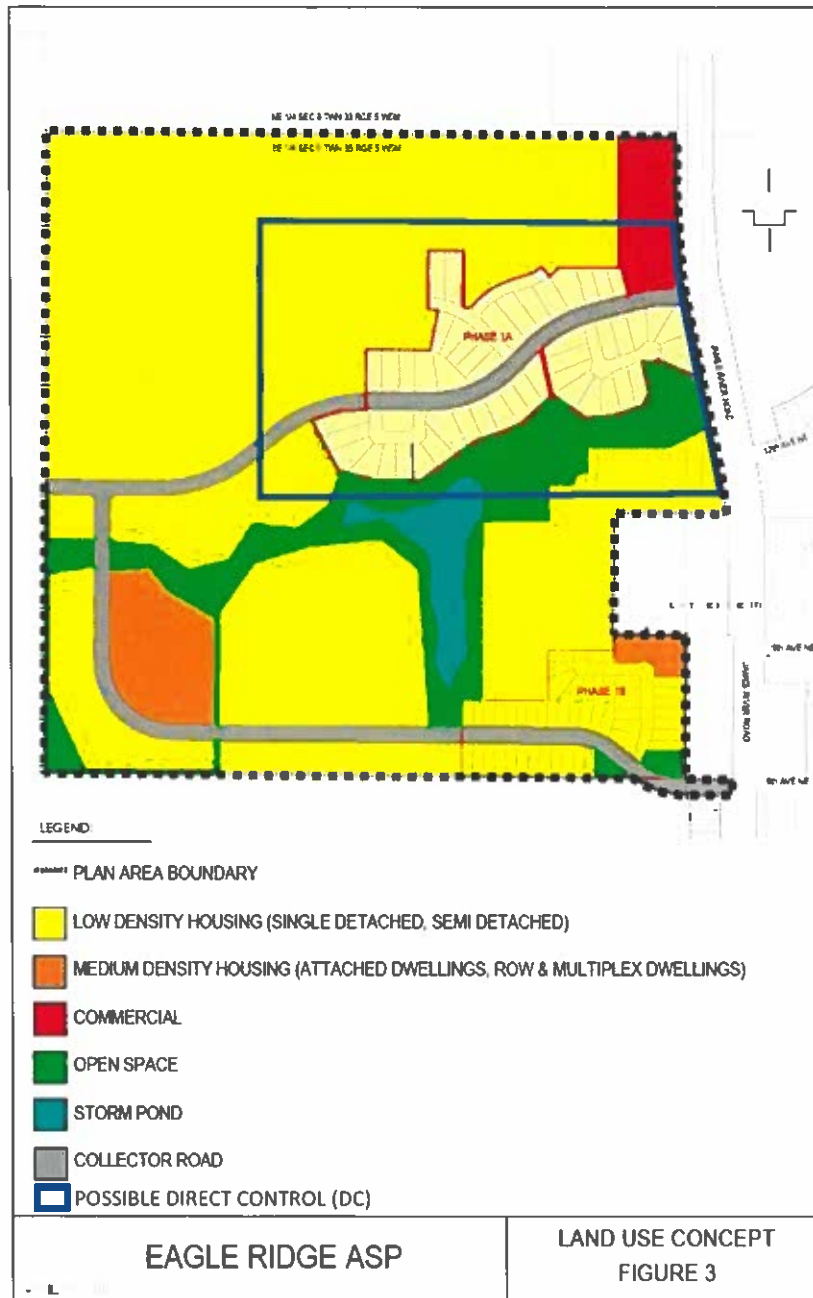 PHASE 1A
PHASE 1B
LEGEND:
PLAN AREA BOUNDARY
LOW DENSITY HOUSING (SINGLE DETACHED, SEMI DETACHED)
MEDIUM DENSITY HOUSING (ATTACHED DWELLINGS, ROW & MULTIPLEX DWELLINGS)
COMMERCIAL
OPEN SPACE
STORM POND
COLLECTOR ROAD
POSSIBLE DIRECT CONTROL (DC)
EAGLE RIDGE ASP
LAND USE CONCEPT
FIGURE 3